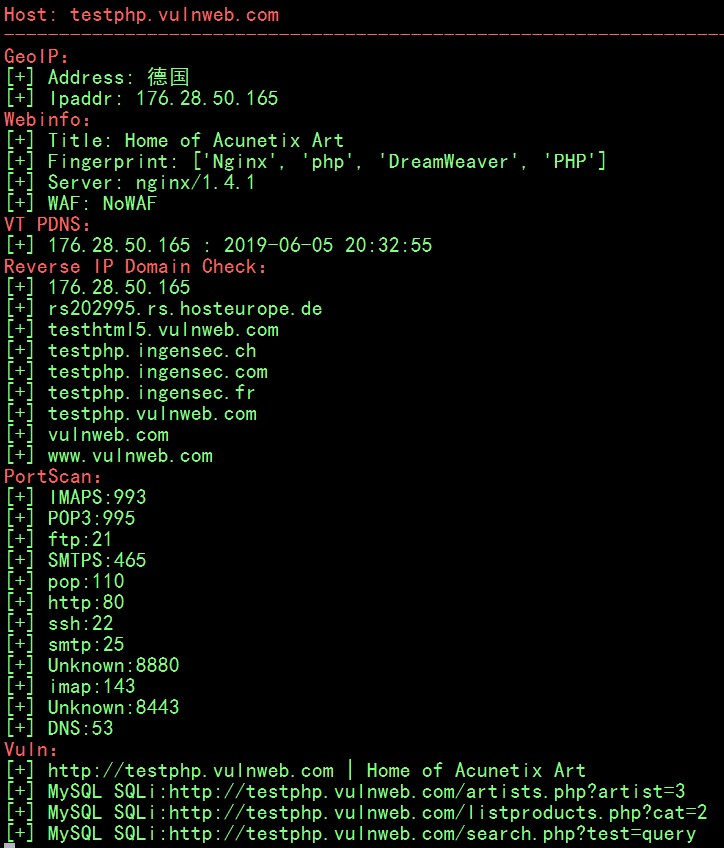 Host: testphp.vulnweb.com
GeoIP:
[+] Address: 德国
[+] Ipaddr: 176.28.50.165
Webinfo:
[+] Title: Home of Acunetix Art
[+] Fingerprint: ['Nginx', 'php', 'DreamWeaver', 'PHP']
[+] Server: nginx/1.4.1
[+] WAF: NoWAF
VT PDNS:
[+] 176.28.50.165 : 2019-06-05 20:32:55
Reverse IP Domain Check:
[+] 176.28.50.165
[+] rs202995.rs.hosteurope.de
[+] testhtml5.vulnweb.com
[+] testphp.ingensec.ch
[+] testphp.ingensec.com
[+] testphp.ingensec.fr
[+] testphp.vulnweb.com
[+] vulnweb.com
[+] www.vulnweb.com
PortScan:
[+] IMAPS:993
[+] POP3:995
[+] ftp:21
[+] SMTPS:465
[+] pop:110
[+] http:80
[+] ssh:22
[+] smtp:25
[+] Unknown:8880
[+] imap:143
[+] Unknown:8443
[+] DNS:53
Vuln:
[+] http://testphp.vulnweb.com | Home of Acunetix Art
[+] MySQL SQLi:http://testphp.vulnweb.com/artists.php?artist=3
[+] MySQL SQLi:http://testphp.vulnweb.com/listproducts.php?cat=2
[+] MySQL SQLi:http://testphp.vulnweb.com/search.php?test=query